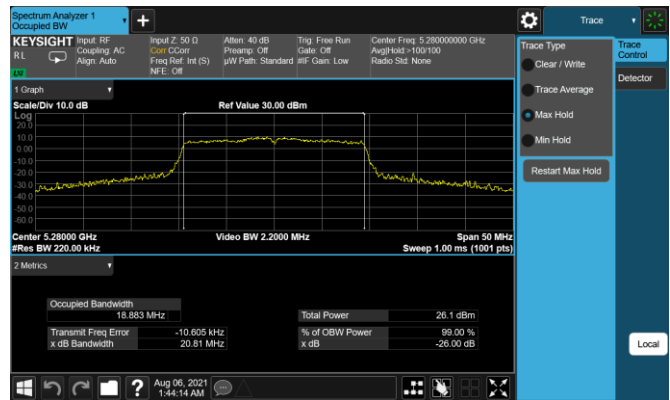 Spectrum Analyzer 1
Occupied BW
Trace
KEYSIGHT
RL
LXI
Input: RF
Coupling: AC
Align: Auto
Input Z: 50 Ω
Corr CCorr
Freq Ref: Int (S)
NFE: Off
Atten: 40 dB
Preamp: Off
µW Path: Standard
Trig: Free Run
Gate: Off
#IF Gain: Low
Center Freq: 5.280000000 GHz
Avg|Hold:>100/100
Radio Std: None
1 Graph
Scale/Div 10.0 dB
Ref Value 30.00 dBm
Log
20.0
10.0
0.00
-10.0
-20.0
-30.0
-40.0
-50.0
-60.0
Center 5.28000 GHz
#Res BW 220.00 kHz
Video BW 2.2000 MHz
Span 50 MHz
Sweep 1.00 ms (1001 pts)
2 Metrics
Occupied Bandwidth
18.883 MHz
Transmit Freq Error -10.605 kHz
x dB Bandwidth 20.81 MHz
Total Power 26.1 dBm
% of OBW Power 99.00 %
x dB -26.00 dB
Trace Type
Clear / Write
Trace Average
Max Hold
Min Hold
Restart Max Hold
Trace
Control
Detector
Local
?
Aug 06, 2021
1:44:14 AM